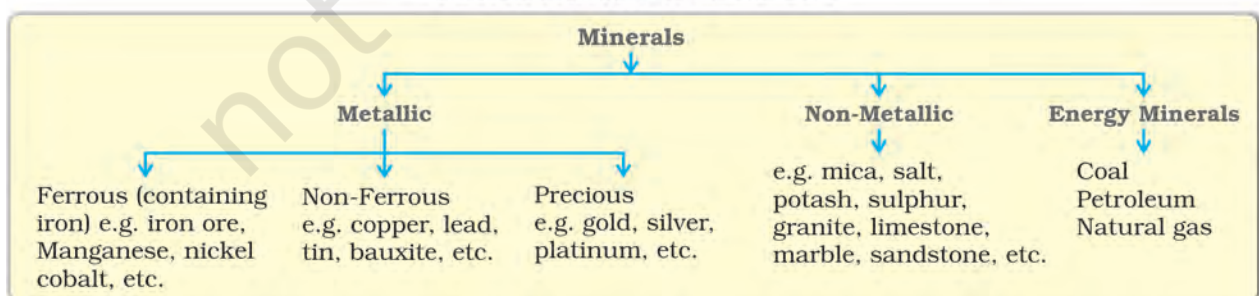 Minerals
Metallic
Non-Metallic
Energy Minerals
Ferrous (containing
iron) e.g. iron ore,
Manganese, nickel
cobalt, etc.
Non-Ferrous
e.g. copper, lead,
tin, bauxite, etc.
Precious
e.g. gold, silver,
platinum, etc.
e.g. mica, salt,
potash, sulphur,
granite, limestone,
marble, sandstone, etc.
Coal
Petroleum
Natural gas
not